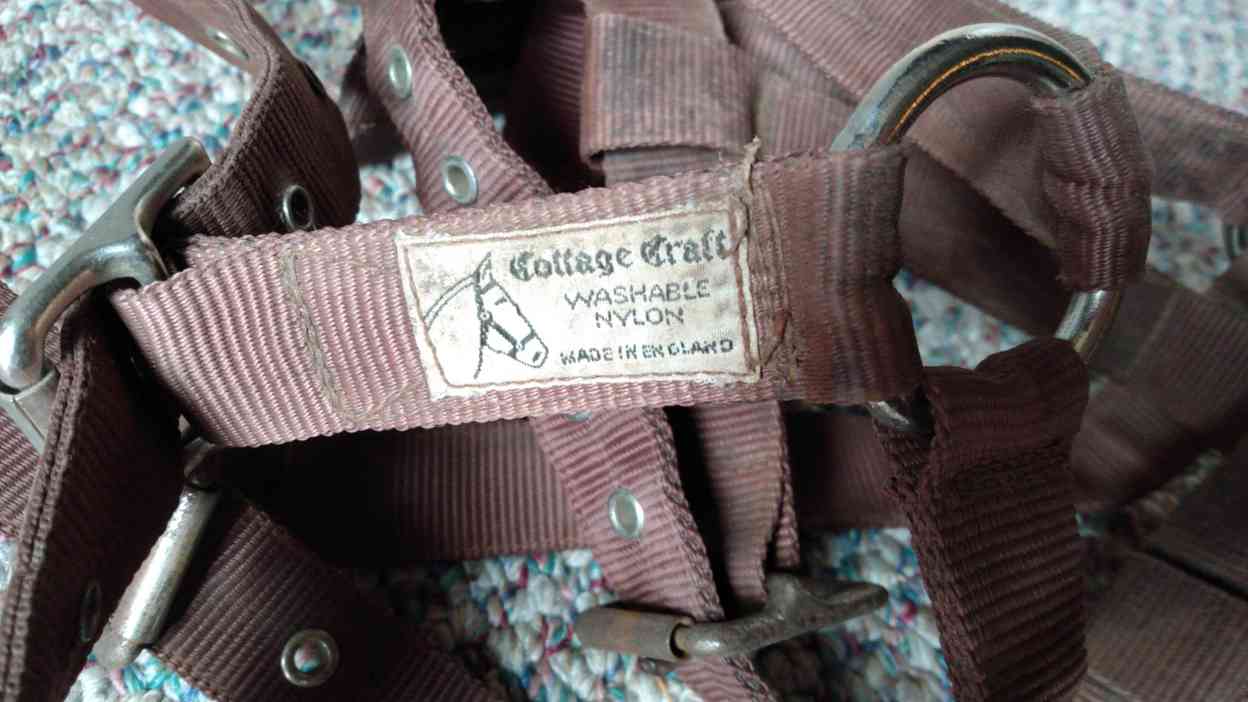 Cottage Craft
WASHABLE
NYLON
MADE IN ENGLAND